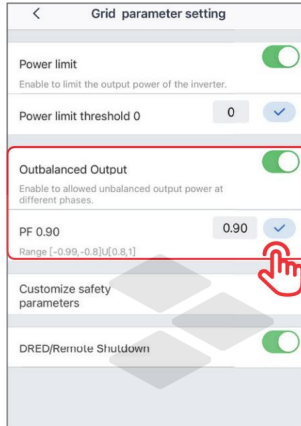 Grid parameter setting
Power limit
Enable to limit the output power of the inverter.
Power limit threshold 0
0
Outbalanced Output
Enable to allowed unbalanced output power at
different phases.
PF 0.90
0.90
Range [-0.99,-0.8]U[0.8,1]
Customize safety
parameters
DRED/Remote Shutdown